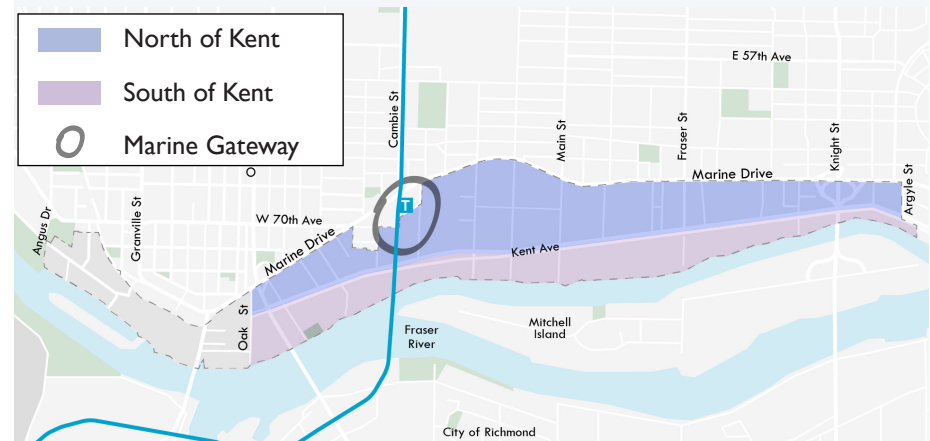 North of Kent
South of Kent
Marine Gateway
Cambie St
E 57th Ave
Main St
Fraser St
Knight St
Marine Drive
Argyle St
T
W 70th Ave
Granville St
Angus Dr
Marine Drive
Kent Ave
Oak St
Fraser
River
Mitchell
Island
City of Richmond
O